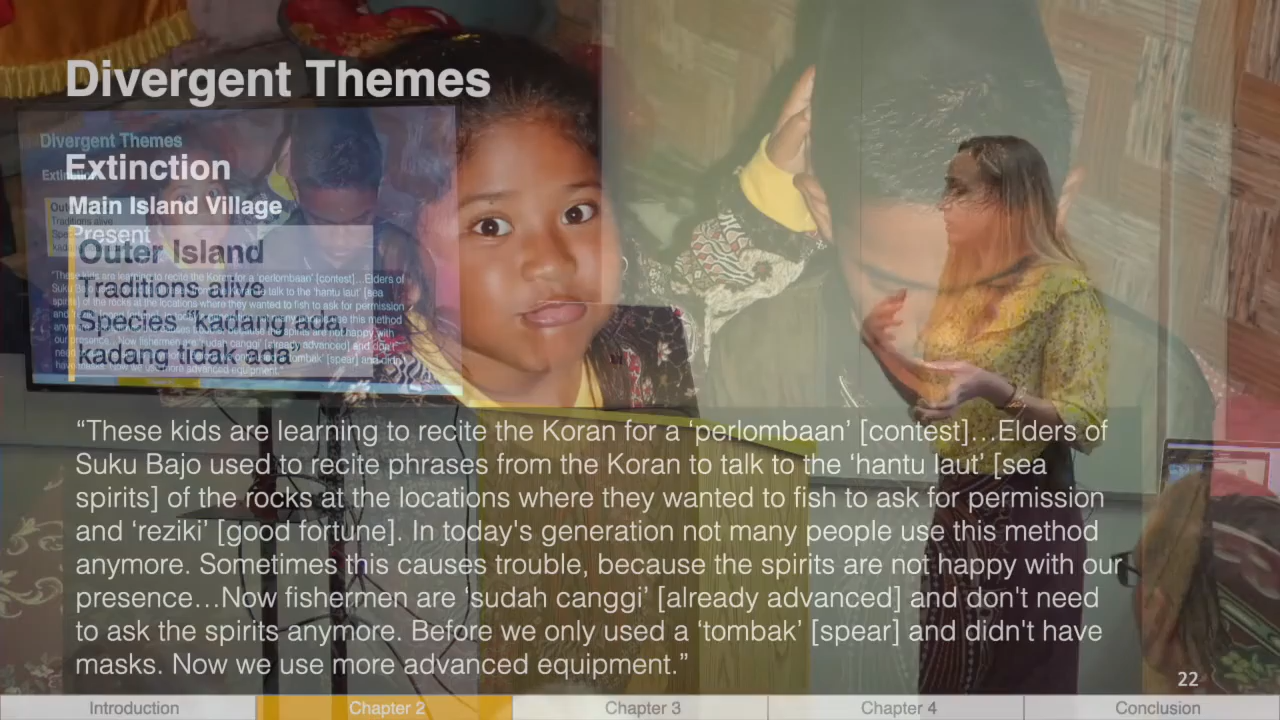 Divergent Themes
Divergent Themes
Extinction
Main Island Village
Present
Outer Island
Traditions alive
Species “kadang ada,
kadang tidak ada”
“These kids are learning to recite the Koran for a ‘perlombaan’ [contest]…Elders of
Suku Bajo used to recite phrases from the Koran to talk to the ‘hantu laut’ [sea
spirits] of the rocks at the locations where they wanted to fish to ask for permission
and ‘reziki’ [good fortune]. In today's generation not many people use this method
anymore. Sometimes this causes trouble, because the spirits are not happy with our
presence…Now fishermen are ‘sudah canggi’ [already advanced] and don't need
to ask the spirits anymore. Before we only used a ‘tombak’ [spear] and didn't have
masks. Now we use more advanced equipment.”
22
Introduction
Chapter 2
Chapter 3
Chapter 4
Conclusion